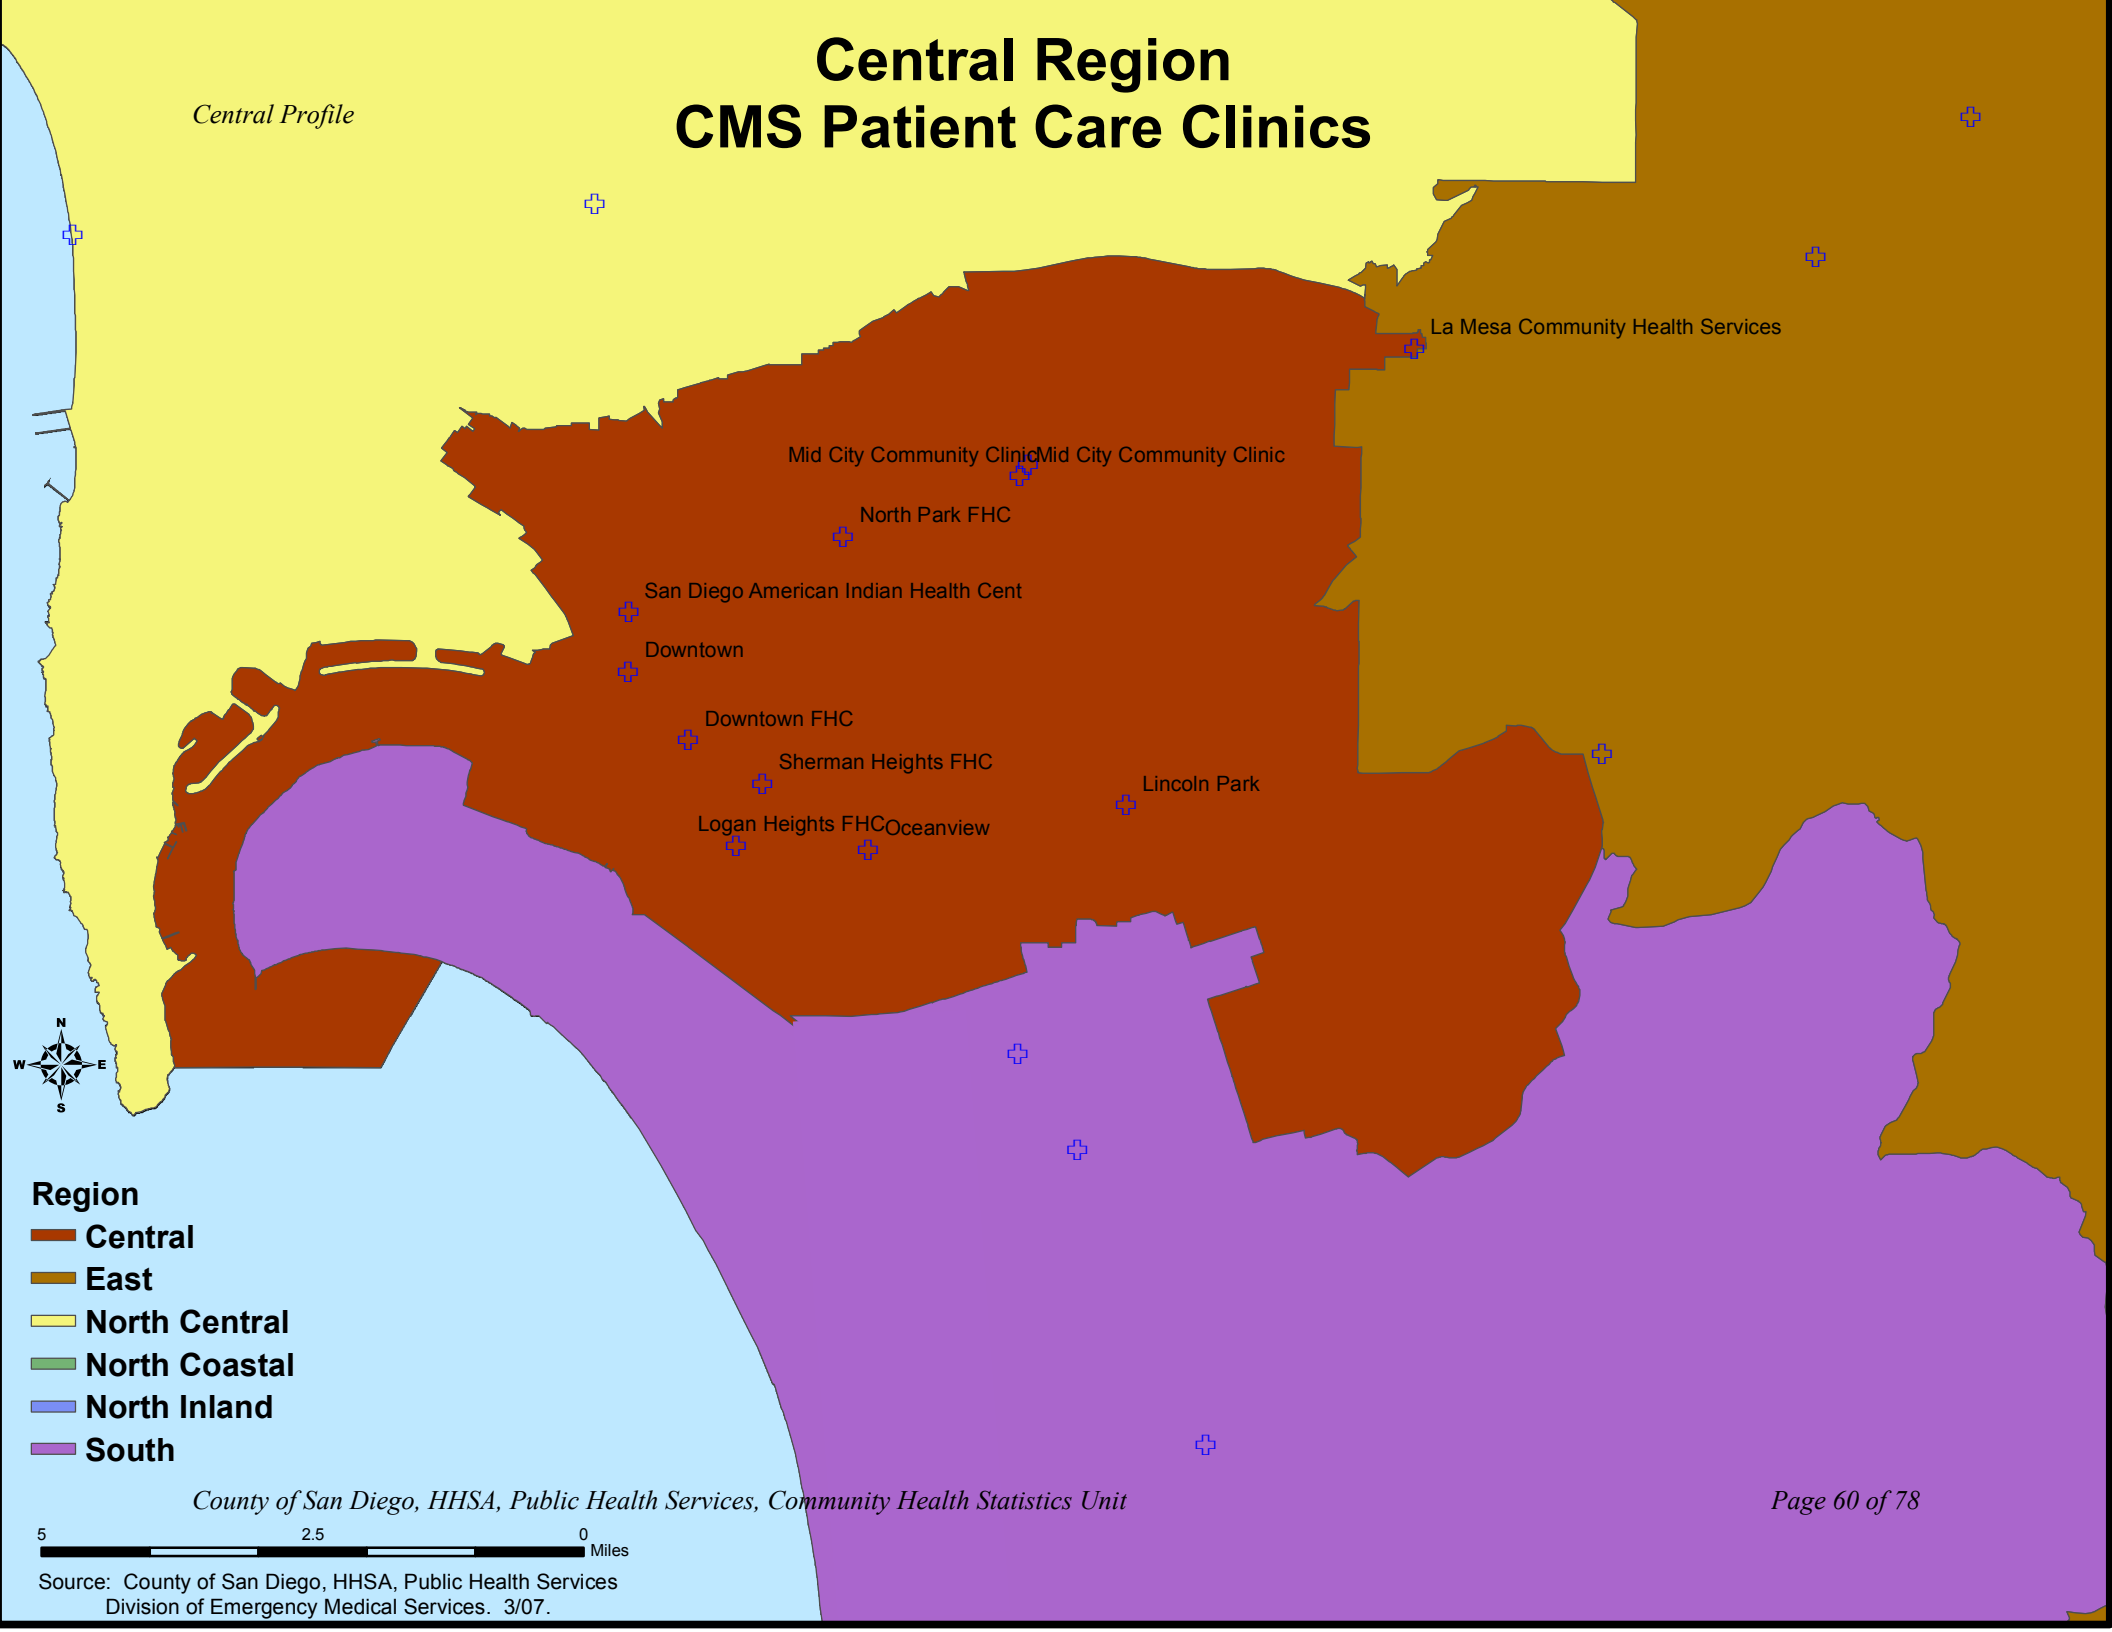 Central Region
CMS Patient Care Clinics
Central Profile
La Mesa Community Health Services
Mid City Community Clinic
Mid City Community Clinic
North Park FHC
San Diego American Indian Health Cent
Downtown
Downtown FHC
Sherman Heights FHC
Lincoln Park
Logan Heights FHC
Oceanview
N
W
E
S
Region
Central
East
North Central
North Coastal
North Inland
South
County of San Diego, HHSA, Public Health Services, Community Health Statistics Unit
Page 60 of 78
5 2.5 0
Miles
Source: County of San Diego, HHSA, Public Health Services
Division of Emergency Medical Services. 3/07.